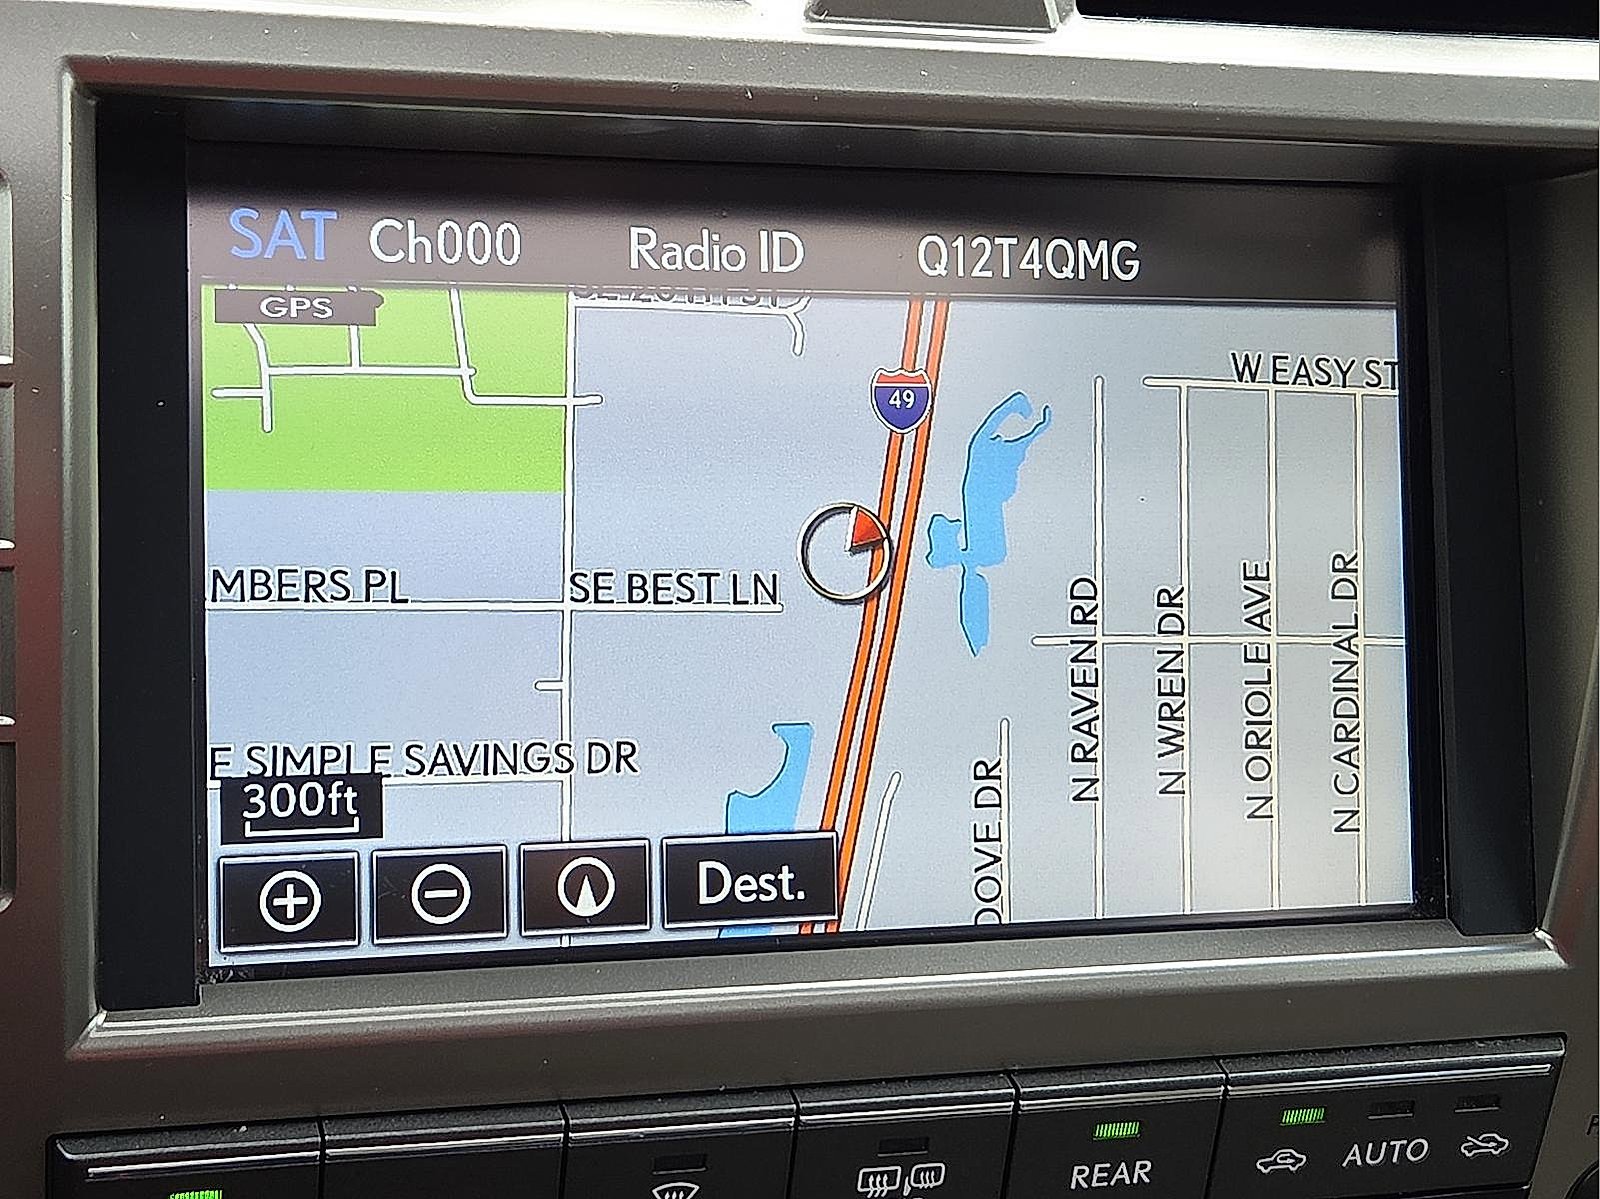 SAT Ch000 Radio ID Q12T4QMG
GPS
49
W EASY ST
MBERS PL
SE BEST LN
E SIMPLE SAVINGS DR
300ft
DOVE DR
N RAVEN RD
N WREN DR
N ORIOLE AVE
N CARDINAL DR
Dest.
REAR
AUTO